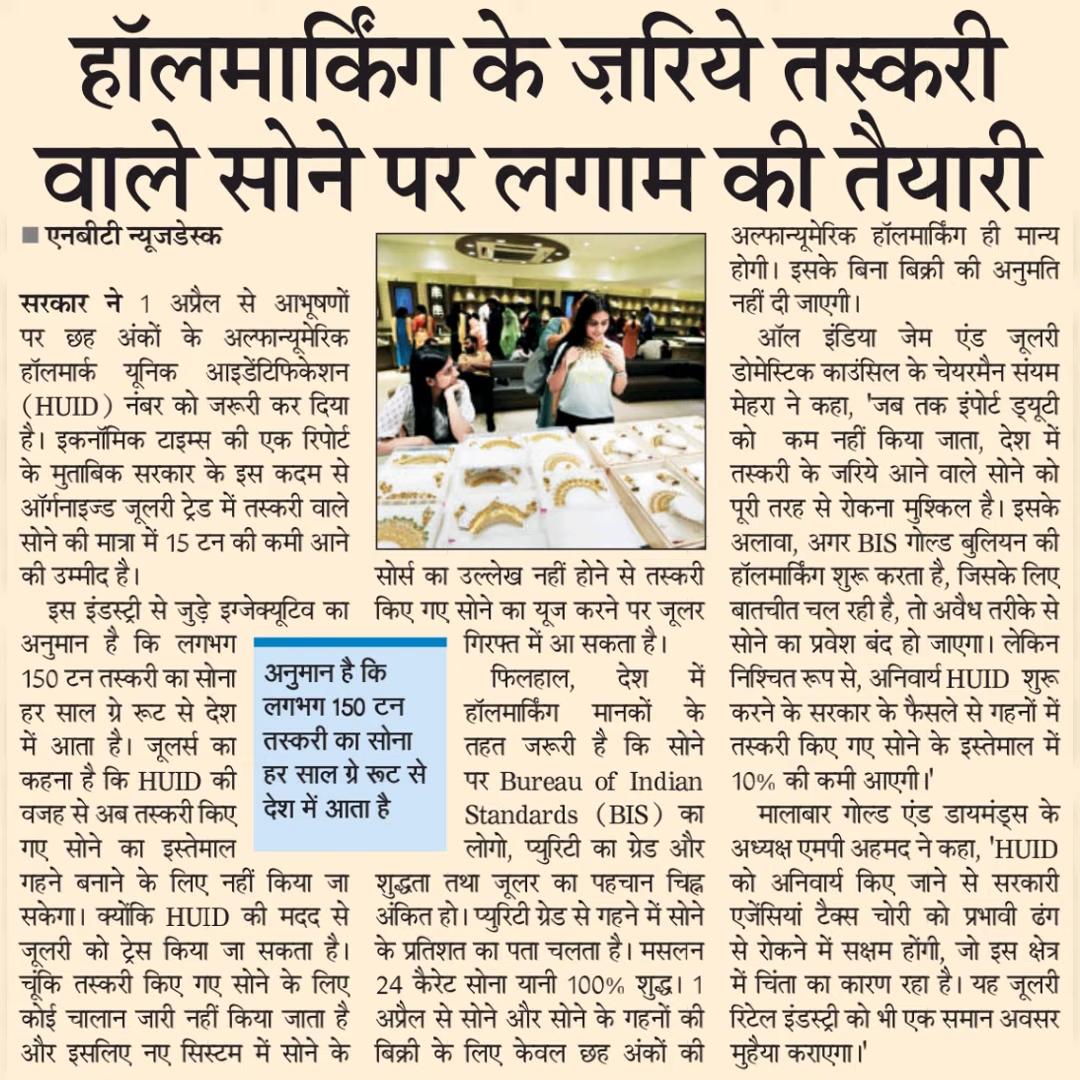 हॉलमार्किंग के ज़रिये तस्करी
वाले सोने पर लगाम की तैयारी
एनबीटी न्यूजडेस्क
सरकार ने 1 अप्रैल से आभूषणों
पर छह अंकों के अल्फान्यूमेरिक
हॉलमार्क यूनिक आइडेंटिफिकेशन
(HUID) नंबर को जरूरी कर दिया
है। इकनॉमिक टाइम्स की एक रिपोर्ट
के मुताबिक सरकार के इस कदम से
ऑर्गनाइज्ड जूलरी ट्रेड में तस्करी वाले
सोने की मात्रा में 15 टन की कमी आने
की उम्मीद है।
इस इंडस्ट्री से जुड़े इग्जेक्यूटिव का
अनुमान है कि लगभग
150 टन तस्करी का सोना
हर साल ग्रे रूट से देश
में आता है। जूलर्स का
कहना है कि HUID की
वजह से अब तस्करी किए
गए सोने का इस्तेमाल
गहने बनाने के लिए नहीं किया जा
सकेगा। क्योंकि HUID की मदद से
जूलरी को ट्रेस किया जा सकता है।
चूंकि तस्करी किए गए सोने के लिए
कोई चालान जारी नहीं किया जाता है
और इसलिए नए सिस्टम में सोने के
अनुमान है कि
लगभग 150 टन
तस्करी का सोना
हर साल ग्रे रूट से
देश में आता है
सोर्स का उल्लेख नहीं होने से तस्करी
किए गए सोने का यूज करने पर जूलर
गिरफ्त में आ सकता है।
फिलहाल, देश में
हॉलमार्किंग मानकों के
तहत जरूरी है कि सोने
पर Bureau of Indian
Standards (BIS) का
लोगो, प्युरिटी का ग्रेड और
शुद्धता तथा जूलर का पहचान चिह्न
अंकित हो। प्युरिटी ग्रेड से गहने में सोने
के प्रतिशत का पता चलता है। मसलन
24 कैरेट सोना यानी 100% शुद्ध। 1
अप्रैल से सोने और सोने के गहनों की
बिक्री के लिए केवल छह अंकों की
अल्फान्यूमेरिक हॉलमार्किंग ही मान्य
होगी। इसके बिना बिक्री की अनुमति
नहीं दी जाएगी।
ऑल इंडिया जेम एंड जूलरी
डोमेस्टिक काउंसिल के चेयरमैन संयम
मेहरा ने कहा, 'जब तक इंपोर्ट ड्यूटी
को कम नहीं किया जाता, देश में
तस्करी के जरिये आने वाले सोने को
पूरी तरह से रोकना मुश्किल है। इसके
अलावा, अगर BIS गोल्ड बुलियन की
हॉलमार्किंग शुरू करता है, जिसके लिए
बातचीत चल रही है, तो अवैध तरीके से
सोने का प्रवेश बंद हो जाएगा। लेकिन
निश्चित रूप से, अनिवार्य HUID शुरू
करने के सरकार के फैसले से गहनों में
तस्करी किए गए सोने के इस्तेमाल में
10% की कमी आएगी।'
मालाबार गोल्ड एंड डायमंड्स के
अध्यक्ष एमपी अहमद ने कहा, 'HUID
को अनिवार्य किए जाने से सरकारी
एजेंसियां टैक्स चोरी को प्रभावी ढंग
से रोकने में सक्षम होंगी, जो इस क्षेत्र
में चिंता का कारण रहा है। यह जूलरी
रिटेल इंडस्ट्री को भी एक समान अवसर
मुहैया कराएगा।'